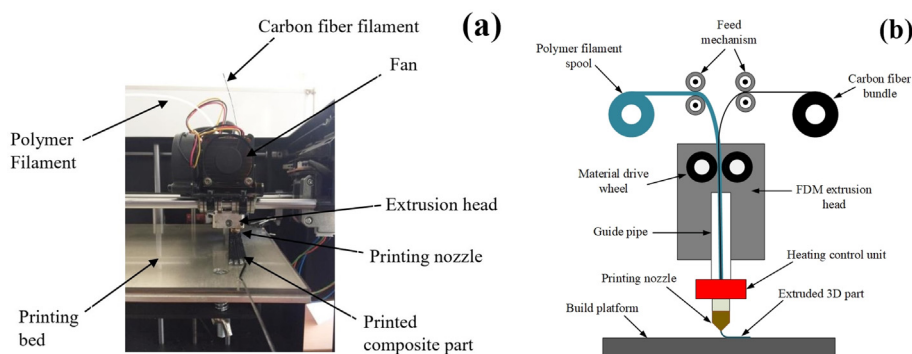 (a)
Carbon fiber filament
Fan
Polymer
Filament
Extrusion head
Printing nozzle
Printing
bed
Printed
composite part
(b)
Feed
mechanism
Polymer filament
spool
Carbon fiber
bundle
Material drive
wheel
FDM extrusion
head
Guide pipe
Heating control unit
Printing nozzle
Extruded 3D part
Build platform